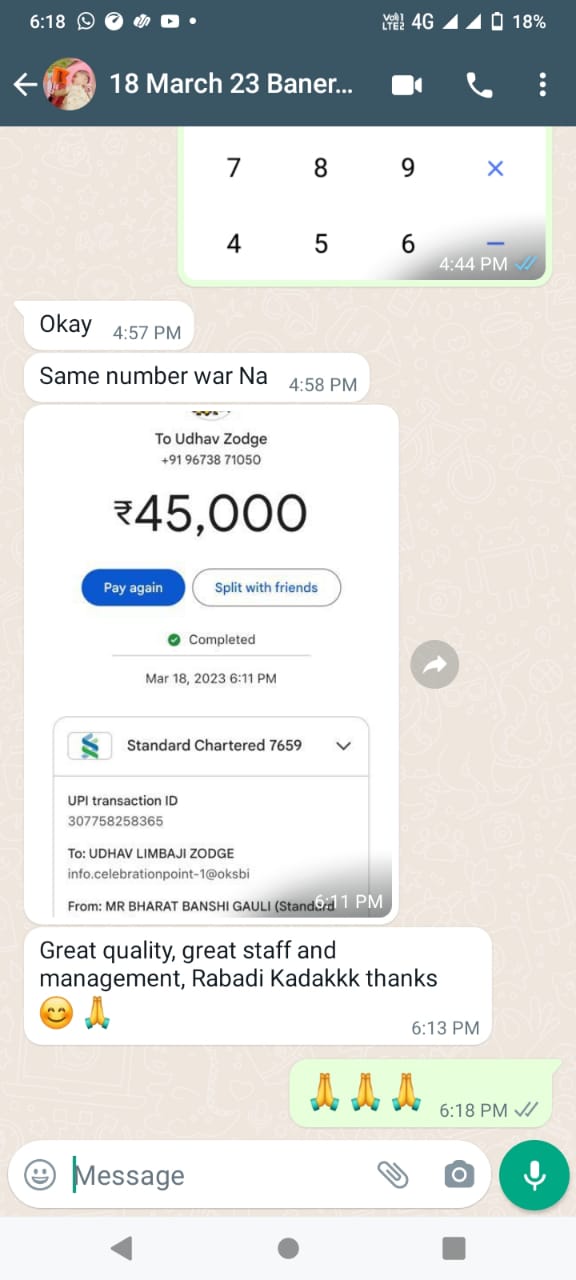 6:18
VoI) LTE2 4G 18%
18 March 23 Baner...
7 8 9 ×
4 5 6 −
4:44 PM
Okay 4:57 PM
Same number war Na 4:58 PM
To Udhav Zodge
+91 96738 71050
₹45,000
Pay again Split with friends
Completed
Mar 18, 2023 6:11 PM
Standard Chartered 7659
UPI transaction ID
307758258365
To: UDHAV LIMBAJI ZODGE
info.celebrationpoint-1@oksbi
From: MR BHARAT BANSHI GAULI (Standard
6:11 PM
Great quality, great staff and
management, Rabadi Kadakkk thanks
😊 🙏
6:13 PM
🙏 🙏 🙏 6:18 PM
Message